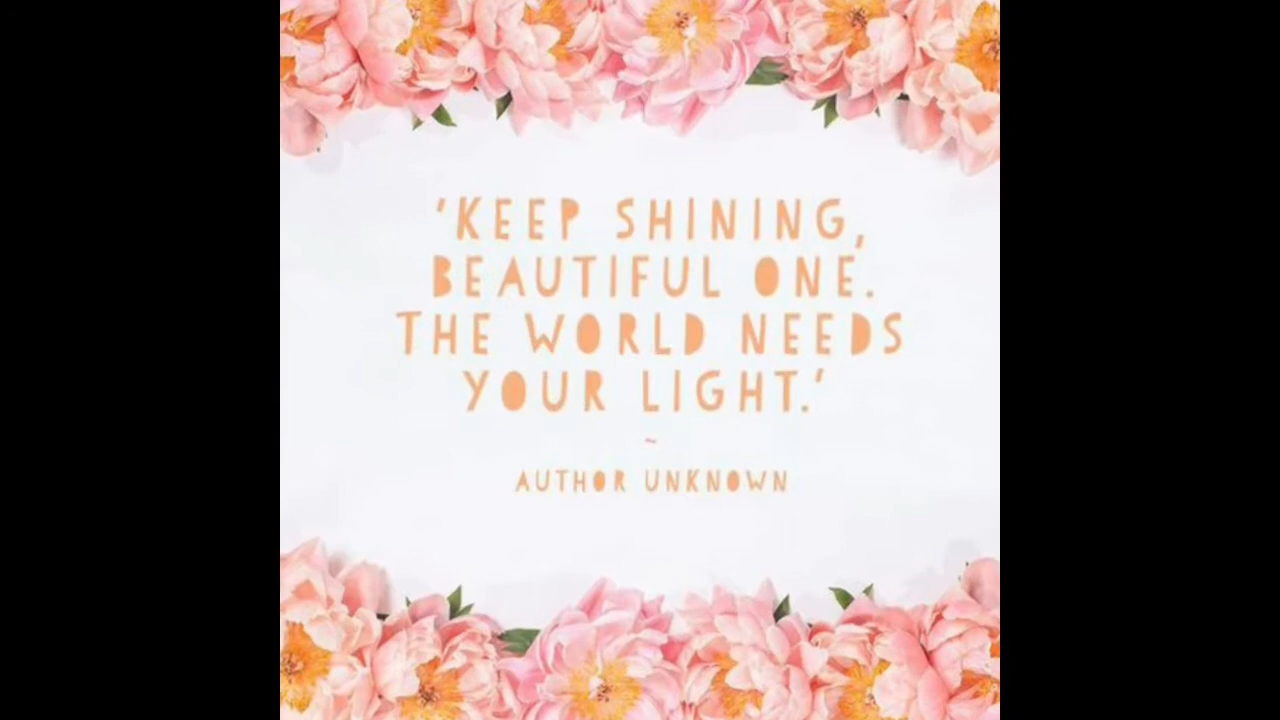 'KEEP SHINING,
BEAUTIFUL ONE.
THE WORLD NEEDS
YOUR LIGHT.'
~
AUTHOR UNKNOWN